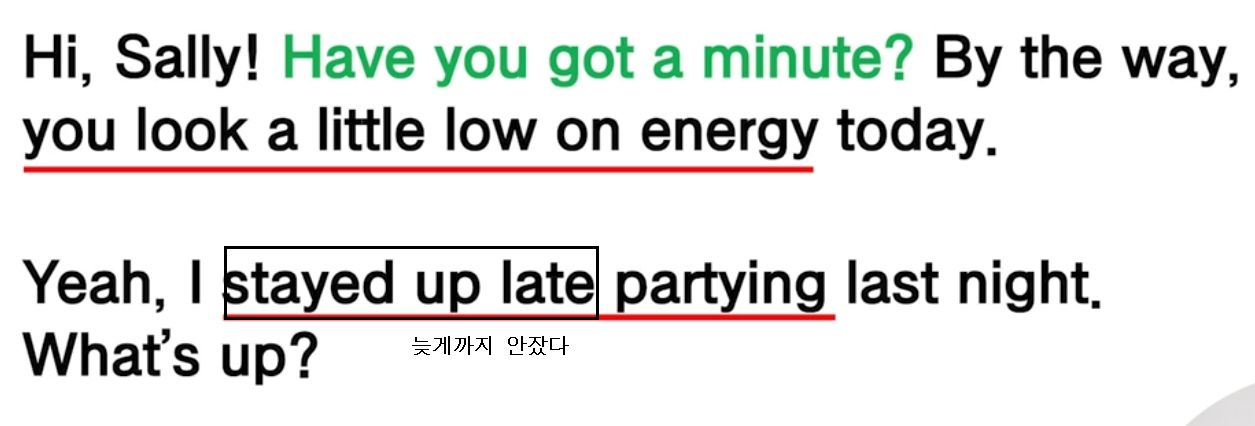 Hi, Sally! Have you got a minute? By the way,
you look a little low on energy today.
Yeah, I stayed up late partying last night.
What's up?
늦게까지 안잤다